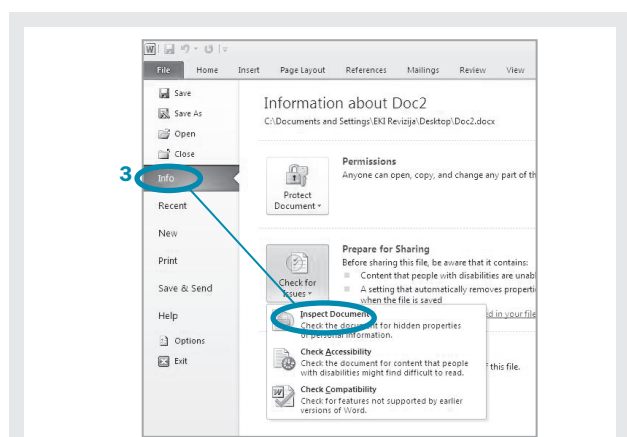 W
File Home Insert Page Layout References Mailings Review View
Save
Save As
Open
Close
3
Info
Recent
New
Print
Save & Send
Help
Options
Exit
Information about Doc2
C:\Documents and Settings\EKI Revizija\Desktop\Doc2.docx
Protect
Document
Permissions
Anyone can open, copy, and change any part of th
Check for
Issues
Prepare for Sharing
Before sharing this file, be aware that it contains:
Content that people with disabilities are unabl
A setting that automatically removes properti
when the file is saved
ed in your file
Inspect Document
Check the document for hidden properties
or personal information.
Check Accessibility
Check the document for content that people
with disabilities might find difficult to read.
this file.
Check Compatibility
Check for features not supported by earlier
versions of Word.